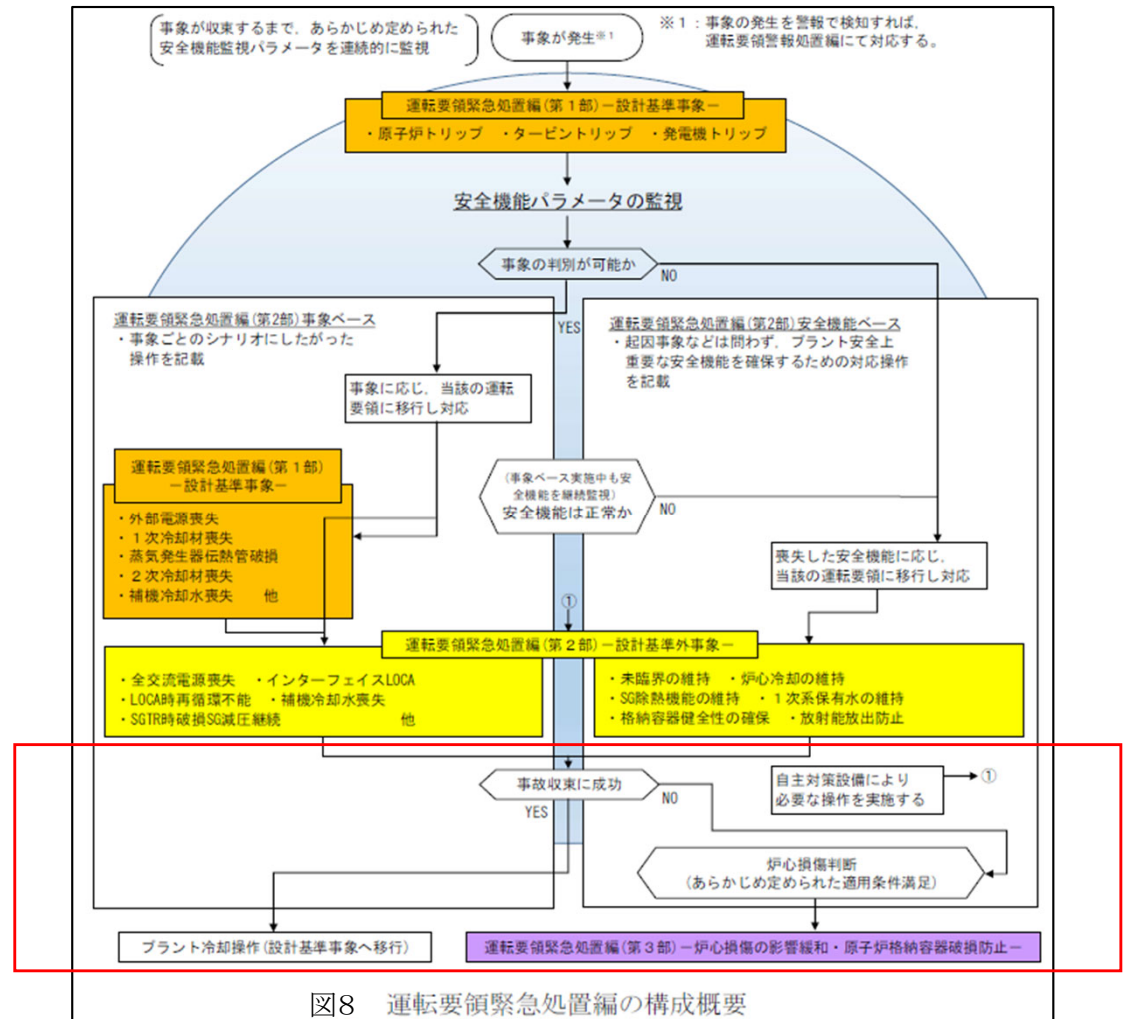 事象が収束するまで，あらかじめ定められた
安全機能監視パラメータを連続的に監視
事象が発生※1
※1：事象の発生を警報で検知すれば，
運転要領警報処置編にて対応する。
運転要領緊急処置編(第1部)－設計基準事象－
・原子炉トリップ ・タービントリップ ・発電機トリップ
安全機能パラメータの監視
事象の判別が可能か
NO
YES
運転要領緊急処置編(第2部)事象ベース
・事象ごとのシナリオにしたがった
操作を記載
運転要領緊急処置編(第2部)安全機能ベース
・起因事象などは問わず，プラント安全上
重要な安全機能を確保するための対応操作
を記載
事象に応じ，当該の運転
要領に移行し対応
運転要領緊急処置編(第1部)
－設計基準事象－
・外部電源喪失
・1次冷却材喪失
・蒸気発生器伝熱管破損
・2次冷却材喪失
・補機冷却水喪失 他
(事象ベース実施中も安
全機能を継続監視)
安全機能は正常か
NO
喪失した安全機能に応じ，
当該の運転要領に移行し対応
①
運転要領緊急処置編(第2部)－設計基準外事象－
・全交流電源喪失 ・インターフェイスLOCA
・LOCA時再循環不能 ・補機冷却水喪失
・SGTR時破損SG減圧継続 他
・未臨界の維持 ・炉心冷却の維持
・SG除熱機能の維持 ・1次系保有水の維持
・格納容器健全性の確保 ・放射能放出防止
事故収束に成功
NO
YES
自主対策設備により
必要な操作を実施する
①
炉心損傷判断
(あらかじめ定められた適用条件満足)
プラント冷却操作(設計基準事象へ移行)
運転要領緊急処置編(第3部)－炉心損傷の影響緩和・原子炉格納容器破損防止－
図8 運転要領緊急処置編の構成概要